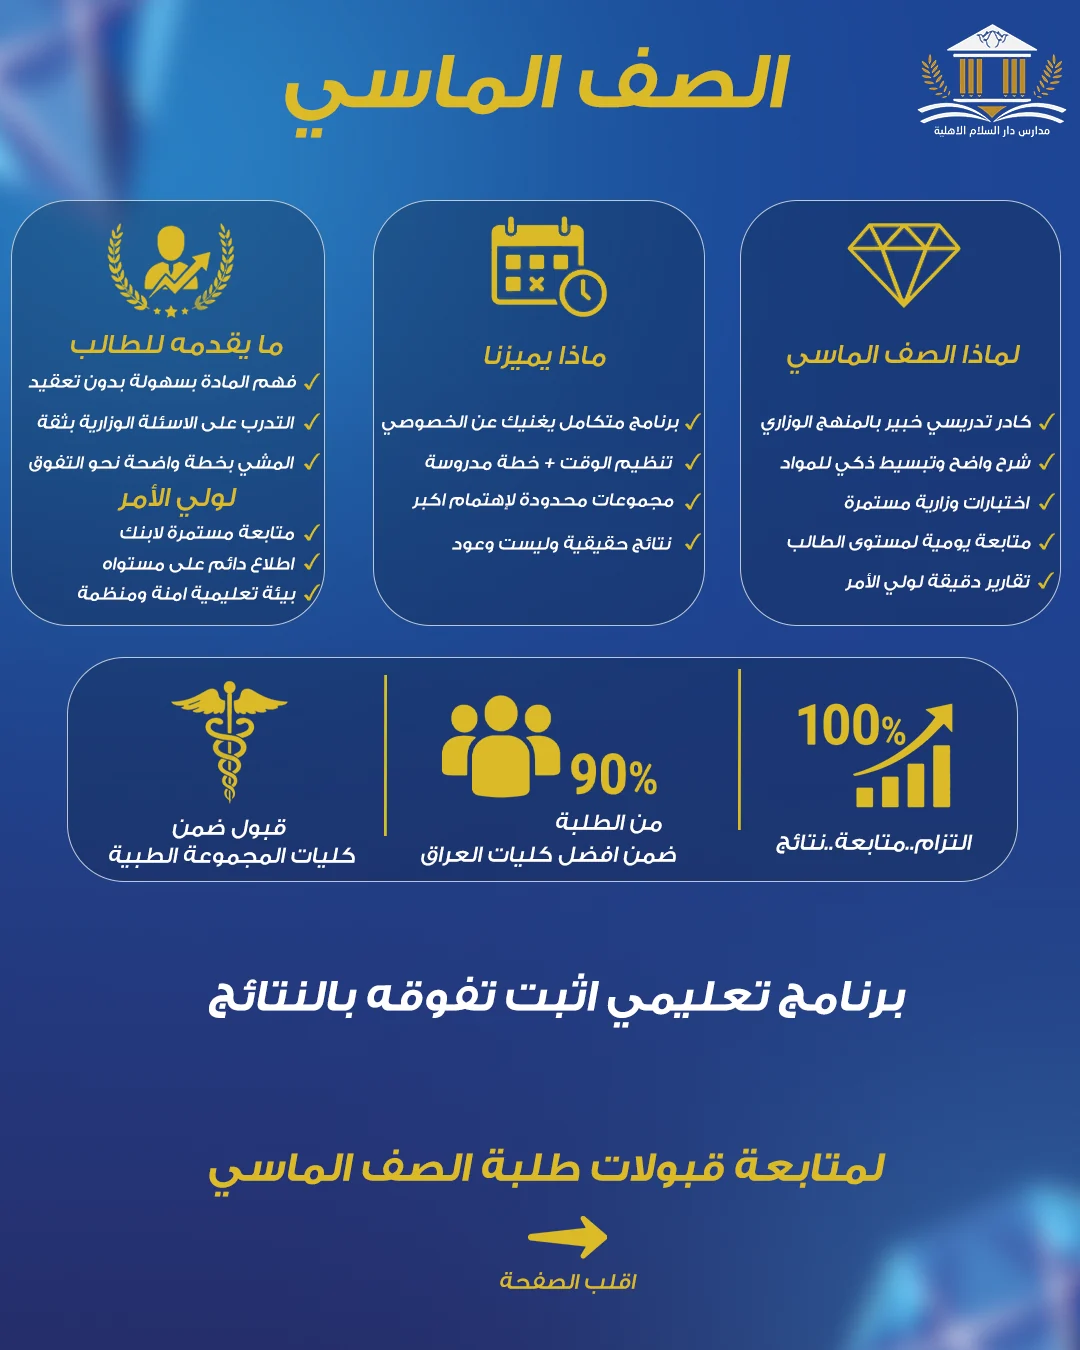 الصف الماسي
مدارس دار السلام الاهلية
لماذا الصف الماسي
كادر تدريسي خبير بالمنهج الوزاري
شرح واضح وتبسيط ذكي للمواد
اختبارات وزارية مستمرة
متابعة يومية لمستوى الطالب
تقارير دقيقة لولي الأمر
ماذا يميزنا
برنامج متكامل يغنيك عن الخصوصي
تنظيم الوقت + خطة مدروسة
مجموعات محدودة لإهتمام اكبر
نتائج حقيقية وليست وعود
ما يقدمه للطالب
فهم المادة بسهولة بدون تعقيد
التدرب على الاسئلة الوزارية بثقة
المشي بخطة واضحة نحو التفوق
لولي الأمر
متابعة مستمرة لابنك
اطلاع دائم على مستواه
بيئة تعليمية امنة ومنظمة
100%
التزام..متابعة..نتائج
90%
من الطلبة
ضمن افضل كليات العراق
قبول ضمن
كليات المجموعة الطبية
برنامج تعليمي اثبت تفوقه بالنتائج
لمتابعة قبولات طلبة الصف الماسي
اقلب الصفحة